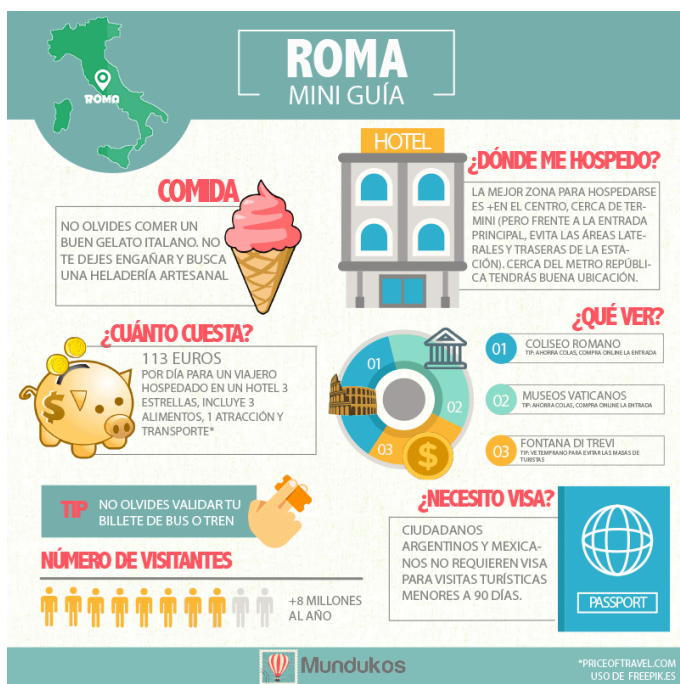 ROMA
MINI GUÍA
ROMA
COMIDA
NO OLVIDES COMER UN
BUEN GELATO ITALANO. NO
TE DEJES ENGAÑAR Y BUSCA
UNA HELADERÍA ARTESANAL
HOTEL
¿DÓNDE ME HOSPEDO?
LA MEJOR ZONA PARA HOSPEDARSE
ES +EN EL CENTRO, CERCA DE TER-
MINI (PERO FRENTE A LA ENTRADA
PRINCIPAL, EVITA LAS ÁREAS LATE-
RALES Y TRASERAS DE LA ESTA-
CIÓN). CERCA DEL METRO REPÚBLI-
CA TENDRÁS BUENA UBICACIÓN.
¿CUÁNTO CUESTA?
113 EUROS
POR DÍA PARA UN VIAJERO
HOSPEDADO EN UN HOTEL 3
ESTRELLAS, INCLUYE 3
ALIMENTOS, 1 ATRACCIÓN Y
TRANSPORTE*
$
¿QUÉ VER?
01
02
03
$
01 COLISEO ROMANO
TIP: AHORRA COLAS, COMPRA ONLINE LA ENTRADA
02 MUSEOS VATICANOS
TIP: AHORRA COLAS, COMPRA ONLINE LA ENTRADA
03 FONTANA DI TREVI
TIP: VE TEMPRANO PARA EVITAR LAS MASAS DE
TURISTAS
TIP NO OLVIDES VALIDAR TU
BILLETE DE BUS O TREN
¿NECESITO VISA?
CIUDADANOS
ARGENTINOS Y MEXICA-
NOS NO REQUIEREN VISA
PARA VISITAS TURÍSTICAS
MENORES A 90 DÍAS.
PASSPORT
NÚMERO DE VISITANTES
+8 MILLONES
AL AÑO
Mundukos
*PRICEOFTRAVEL.COM
USO DE FREEPIK.ES